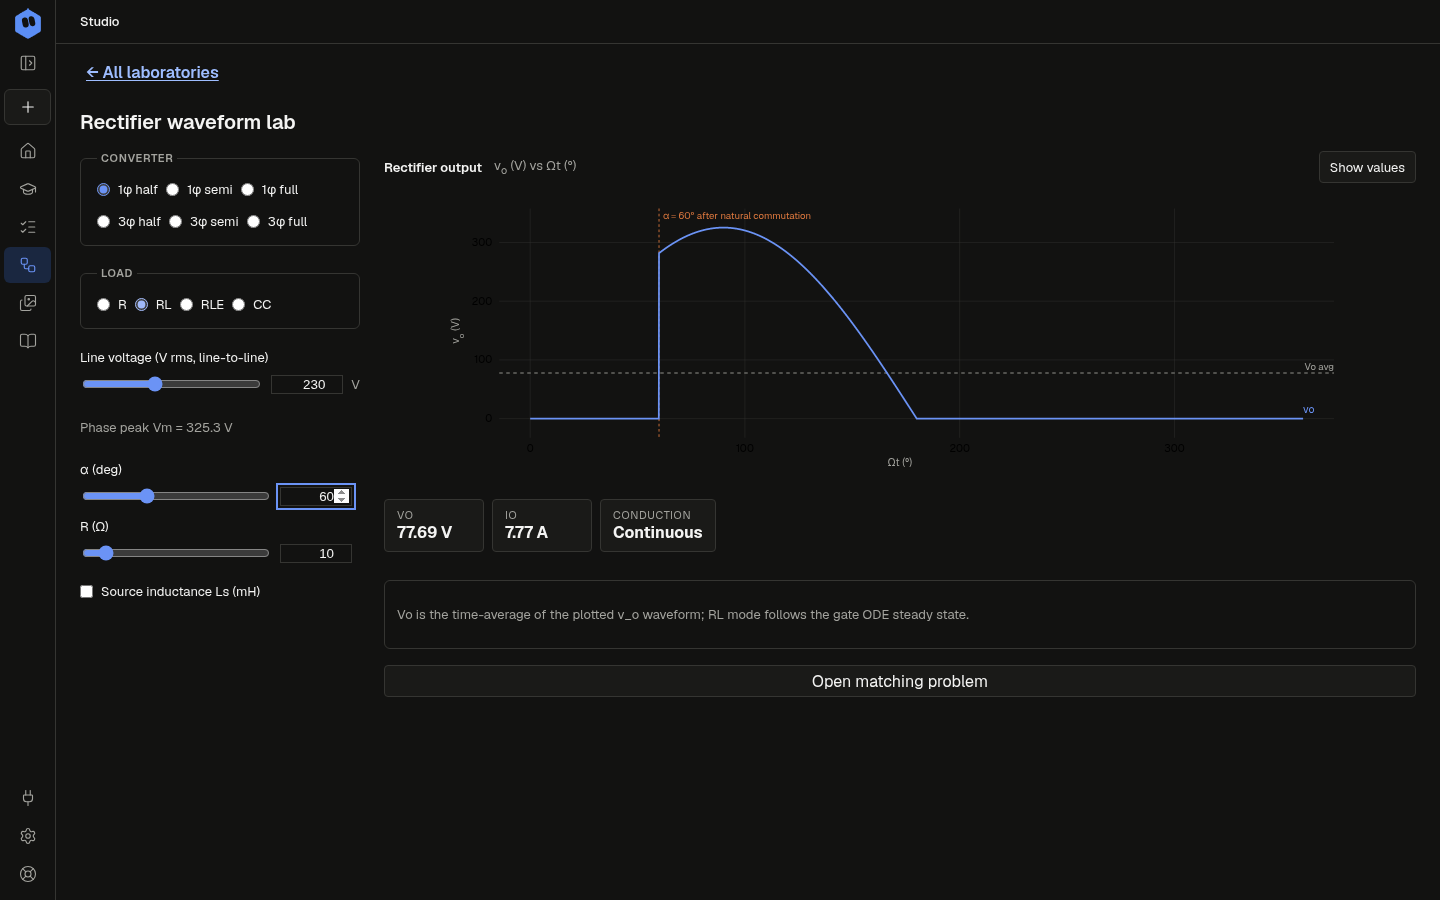 Studio
← All laboratories
Rectifier waveform lab
CONVERTER
1φ half 1φ semi 1φ full
3φ half 3φ semi 3φ full
LOAD
R RL RLE CC
Line voltage (V rms, line-to-line)
230 V
Phase peak Vm = 325.3 V
α (deg)
60
R (Ω)
10
Source inductance Ls (mH)
Rectifier output vo (V) vs Ωt (°)
Show values
α = 60° after natural commutation
300
200
100
0
vo (V)
Vo avg
vo
0 100 200 300
Ωt (°)
VO
77.69 V
IO
7.77 A
CONDUCTION
Continuous
Vo is the time-average of the plotted v_o waveform; RL mode follows the gate ODE steady state.
Open matching problem